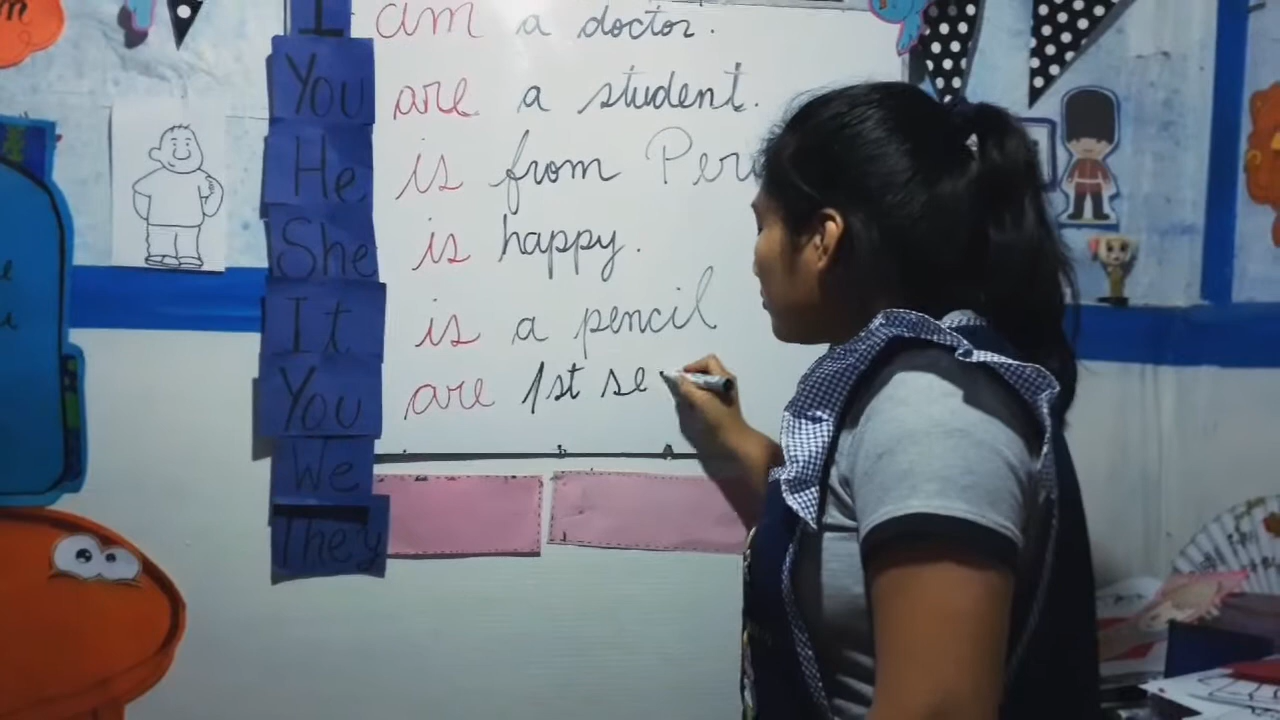 I am a doctor.
You are a student.
He is from Per
She is happy.
It is a pencil
You are 1st se
We
They